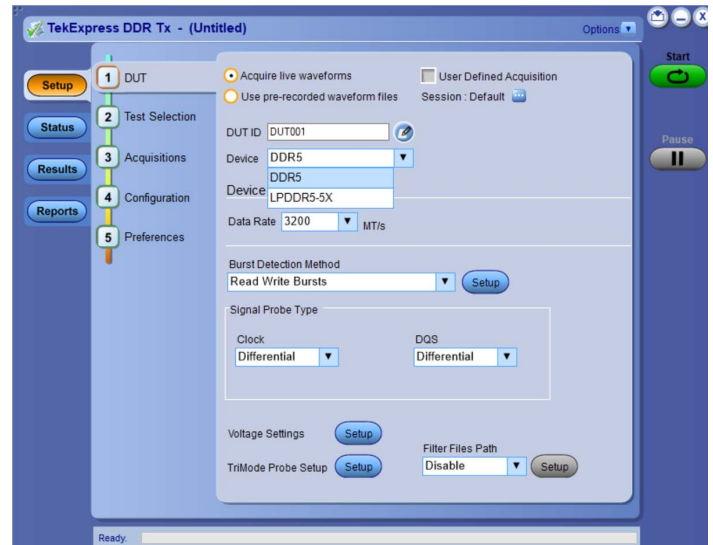 TekExpress DDR Tx - (Untitled)
Options
Start
Setup
Status
Results
Reports
1 DUT
2 Test Selection
3 Acquisitions
4 Configuration
5 Preferences
Acquire live waveforms
User Defined Acquisition
Use pre-recorded waveform files
Session : Default
Pause
DUT ID DUT001
Device DDR5
DDR5
Device
LPDDR5-5X
Data Rate 3200 MT/s
Burst Detection Method
Read Write Bursts
Setup
Signal Probe Type
Clock
DQS
Differential
Differential
Voltage Settings Setup
Filter Files Path
TriMode Probe Setup Setup
Disable
Setup
Ready.